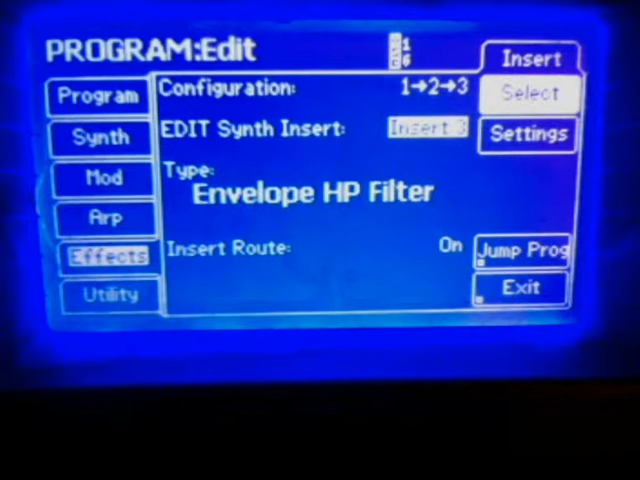 PROGRAM:Edit
Insert
Program
Configuration: 1→2→3
Select
Synth
EDIT Synth Insert: Insert 3
Settings
Mod
Type:
Envelope HP Filter
Arp
Effects
Insert Route: On
Jump Prog
Utility
Exit